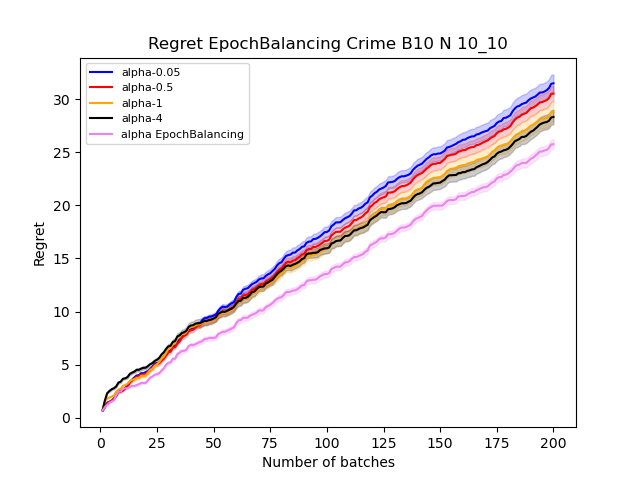 Regret EpochBalancing Crime B10 N 10_10
alpha-0.05
alpha-0.5
alpha-1
alpha-4
alpha EpochBalancing
Regret
30
25
20
15
10
5
0
0 25 50 75 100 125 150 175 200
Number of batches